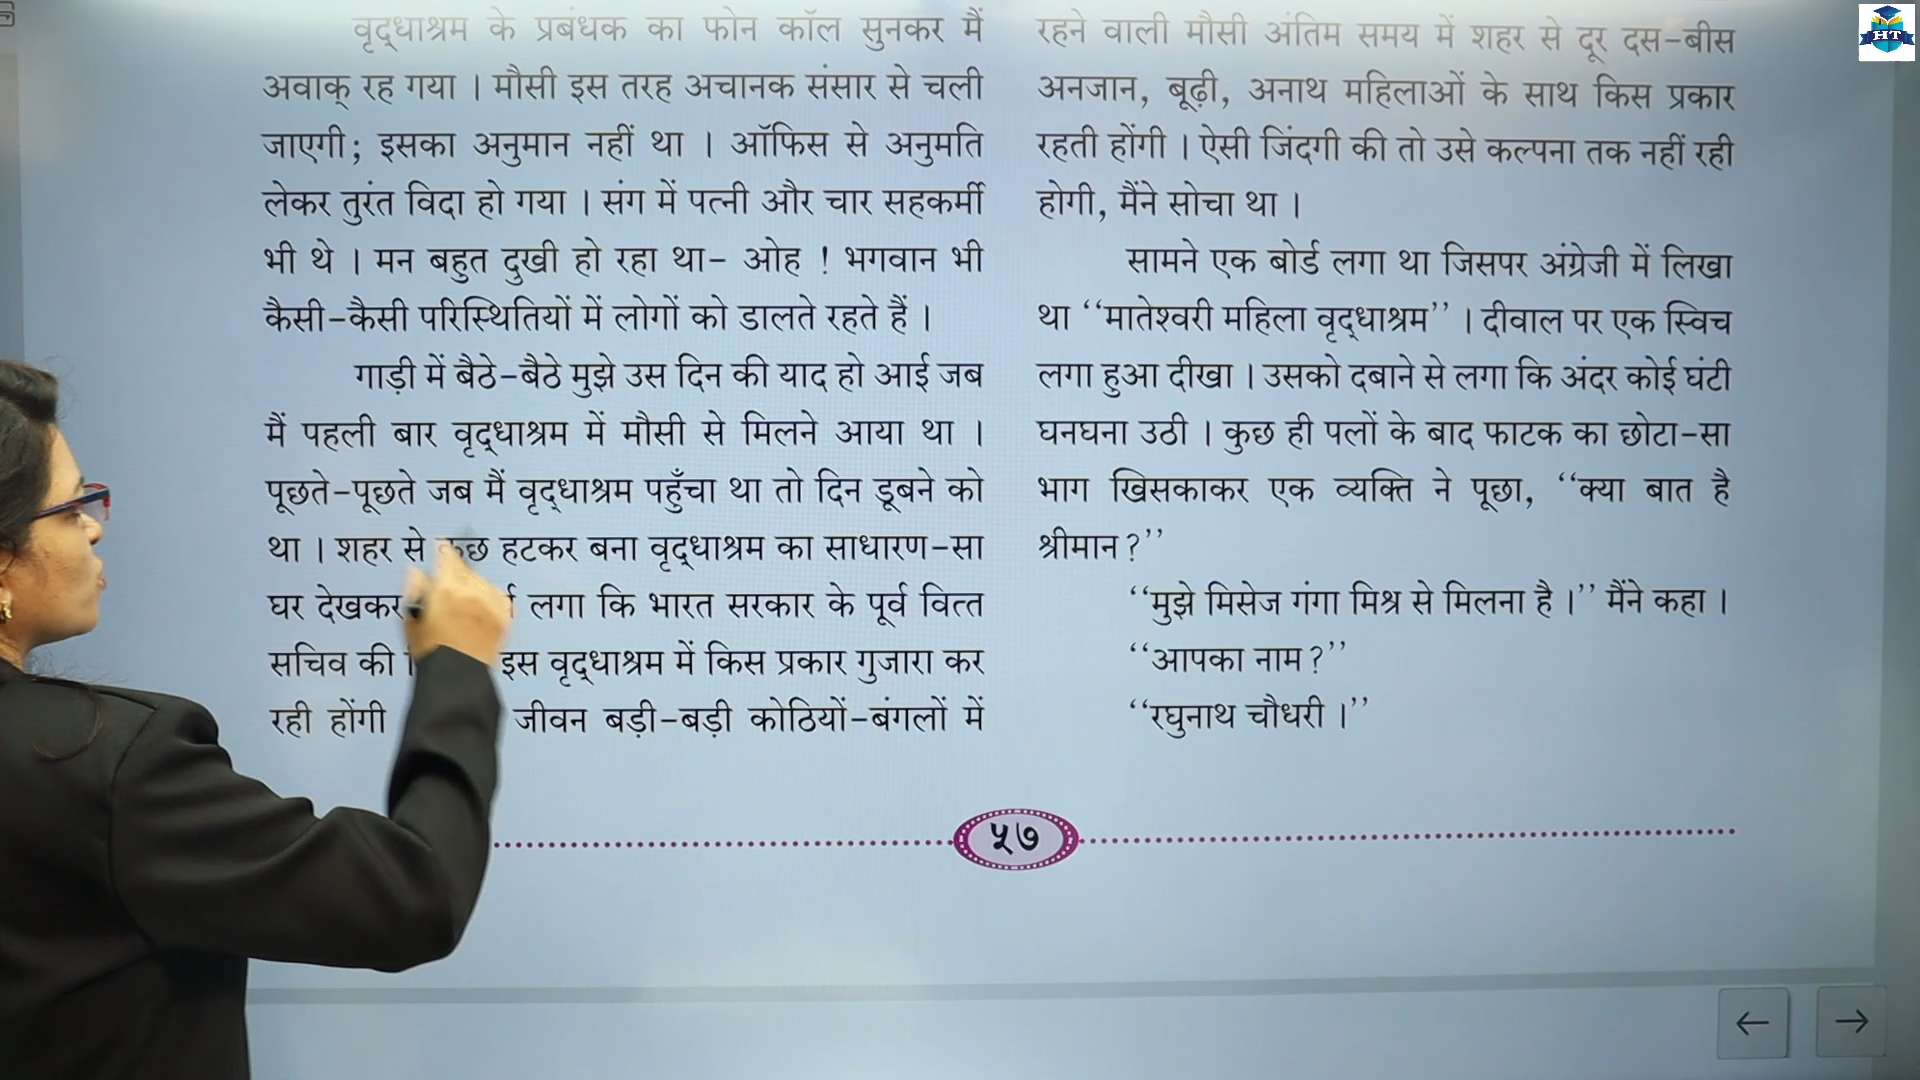 वृद्धाश्रम के प्रबंधक का फोन कॉल सुनकर मैं
अवाक् रह गया । मौसी इस तरह अचानक संसार से चली
जाएगी; इसका अनुमान नहीं था । ऑफिस से अनुमति
लेकर तुरंत विदा हो गया । संग में पत्नी और चार सहकर्मी
भी थे । मन बहुत दुखी हो रहा था- ओह ! भगवान भी
कैसी-कैसी परिस्थितियों में लोगों को डालते रहते हैं ।
गाड़ी में बैठे-बैठे मुझे उस दिन की याद हो आई जब
मैं पहली बार वृद्धाश्रम में मौसी से मिलने आया था ।
पूछते-पूछते जब मैं वृद्धाश्रम पहुँचा था तो दिन डूबने को
था । शहर से कुछ हटकर बना वृद्धाश्रम का साधारण-सा
घर देखकर लगा कि भारत सरकार के पूर्व वित्त
सचिव की इस वृद्धाश्रम में किस प्रकार गुजारा कर
रही होंगी जीवन बड़ी-बड़ी कोठियों-बंगलों में
रहने वाली मौसी अंतिम समय में शहर से दूर दस-बीस
अनजान, बूढ़ी, अनाथ महिलाओं के साथ किस प्रकार
रहती होंगी । ऐसी जिंदगी की तो उसे कल्पना तक नहीं रही
होगी, मैंने सोचा था ।
सामने एक बोर्ड लगा था जिसपर अंग्रेजी में लिखा
था ‘‘मातेश्वरी महिला वृद्धाश्रम’’ । दीवाल पर एक स्विच
लगा हुआ दीखा । उसको दबाने से लगा कि अंदर कोई घंटी
घनघना उठी । कुछ ही पलों के बाद फाटक का छोटा-सा
भाग खिसकाकर एक व्यक्ति ने पूछा, ‘‘क्या बात है
श्रीमान ?’’
‘‘मुझे मिसेज गंगा मिश्र से मिलना है ।’’ मैंने कहा ।
‘‘आपका नाम ?’’
‘‘रघुनाथ चौधरी ।’’
५७
HT